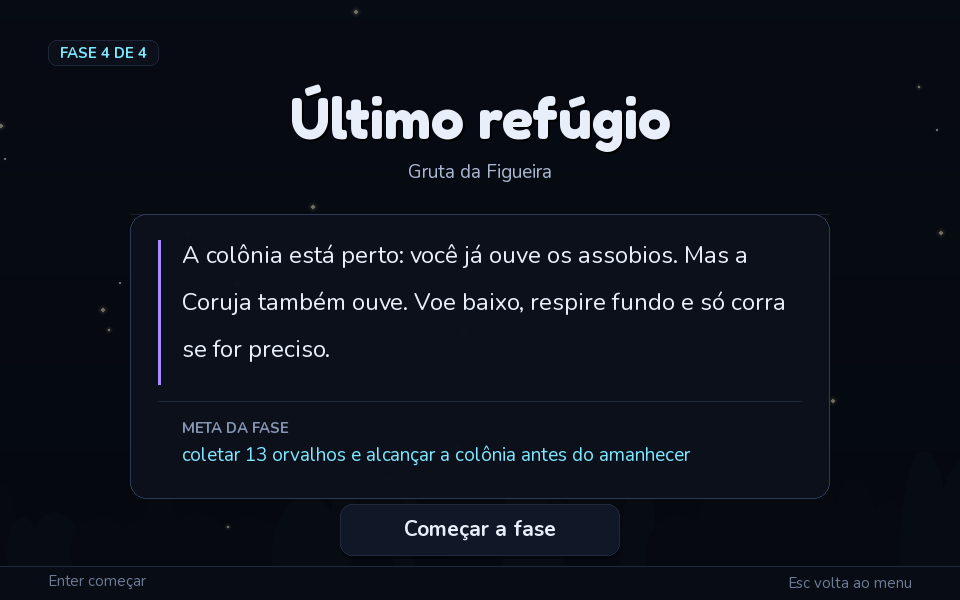 FASE 4 DE 4
Último refúgio
Gruta da Figueira
A colônia está perto: você já ouve os assobios. Mas a
Coruja também ouve. Voe baixo, respire fundo e só corra
se for preciso.
META DA FASE
coletar 13 orvalhos e alcançar a colônia antes do amanhecer
Começar a fase
Enter começar
Esc volta ao menu